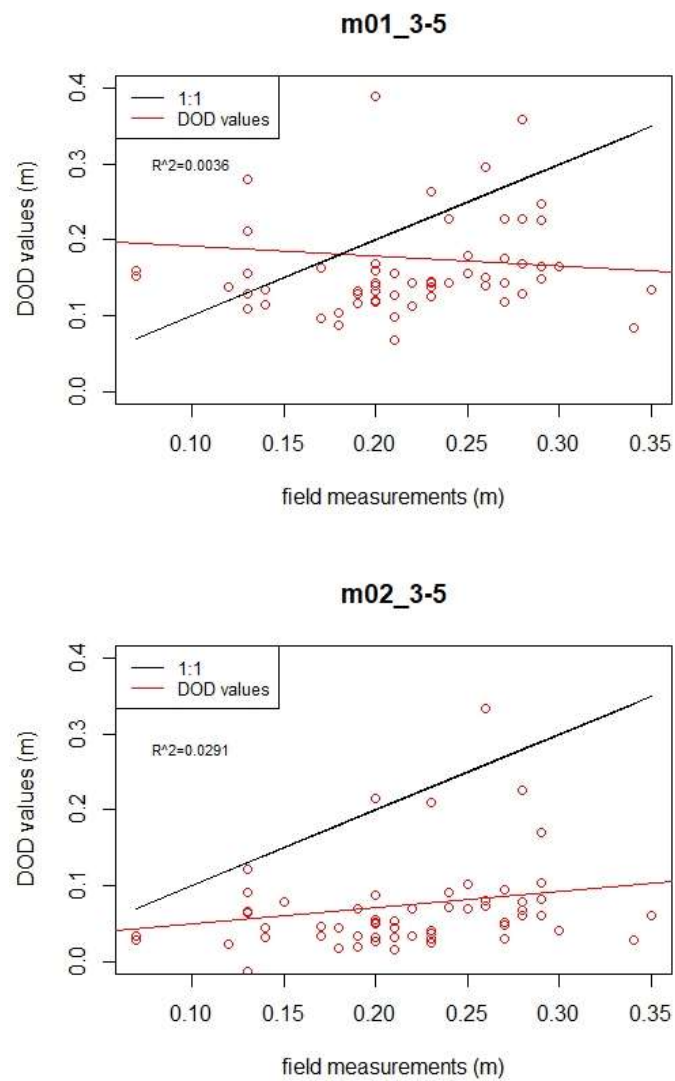 m01_3-5
DOD values (m)
0.0 0.1 0.2 0.3 0.4
1:1
DOD values
R^2=0.0036
0.10 0.15 0.20 0.25 0.30 0.35
field measurements (m)
m02_3-5
DOD values (m)
0.0 0.1 0.2 0.3 0.4
1:1
DOD values
R^2=0.0291
0.10 0.15 0.20 0.25 0.30 0.35
field measurements (m)